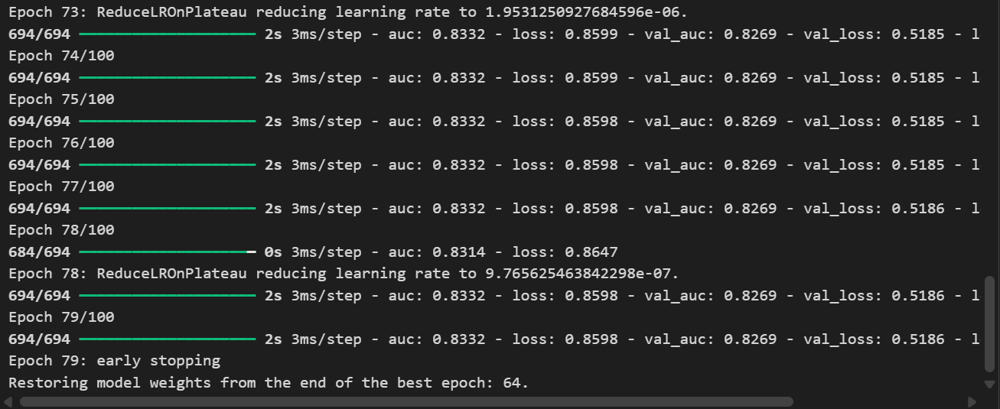 Epoch 73: ReduceLROnPlateau reducing learning rate to 1.9531250927684596e-06.
694/694 ━━━━━━━━━━━━━━━━━━━━ 2s 3ms/step - auc: 0.8332 - loss: 0.8599 - val_auc: 0.8269 - val_loss: 0.5185 - l
Epoch 74/100
694/694 ━━━━━━━━━━━━━━━━━━━━ 2s 3ms/step - auc: 0.8332 - loss: 0.8599 - val_auc: 0.8269 - val_loss: 0.5185 - l
Epoch 75/100
694/694 ━━━━━━━━━━━━━━━━━━━━ 2s 3ms/step - auc: 0.8332 - loss: 0.8598 - val_auc: 0.8269 - val_loss: 0.5185 - l
Epoch 76/100
694/694 ━━━━━━━━━━━━━━━━━━━━ 2s 3ms/step - auc: 0.8332 - loss: 0.8598 - val_auc: 0.8269 - val_loss: 0.5185 - l
Epoch 77/100
694/694 ━━━━━━━━━━━━━━━━━━━━ 2s 3ms/step - auc: 0.8332 - loss: 0.8598 - val_auc: 0.8269 - val_loss: 0.5186 - l
Epoch 78/100
684/694 ━━━━━━━━━━━━━━━━━━━━ 0s 3ms/step - auc: 0.8314 - loss: 0.8647
Epoch 78: ReduceLROnPlateau reducing learning rate to 9.765625463842298e-07.
694/694 ━━━━━━━━━━━━━━━━━━━━ 2s 3ms/step - auc: 0.8332 - loss: 0.8598 - val_auc: 0.8269 - val_loss: 0.5186 - l
Epoch 79/100
694/694 ━━━━━━━━━━━━━━━━━━━━ 2s 3ms/step - auc: 0.8332 - loss: 0.8598 - val_auc: 0.8269 - val_loss: 0.5186 - l
Epoch 79: early stopping
Restoring model weights from the end of the best epoch: 64.